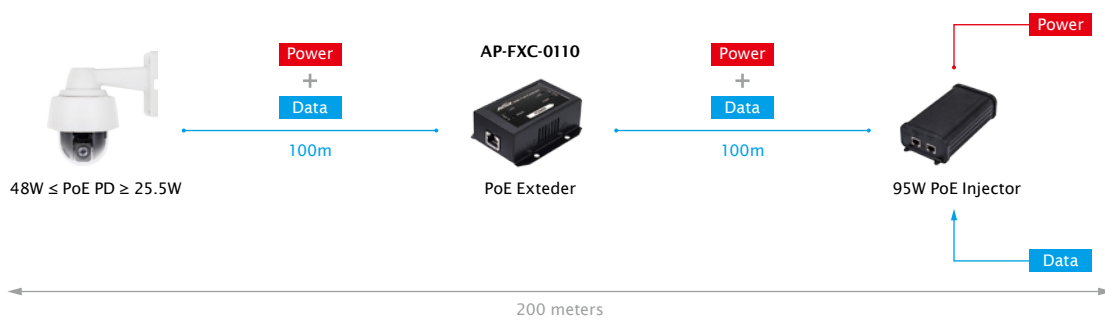 Power
Power
AP-FXC-0110
Power
+
+
Data
Data
100m
100m
48W ≤ PoE PD ≥ 25.5W
PoE Exteder
95W PoE Injector
Data
200 meters